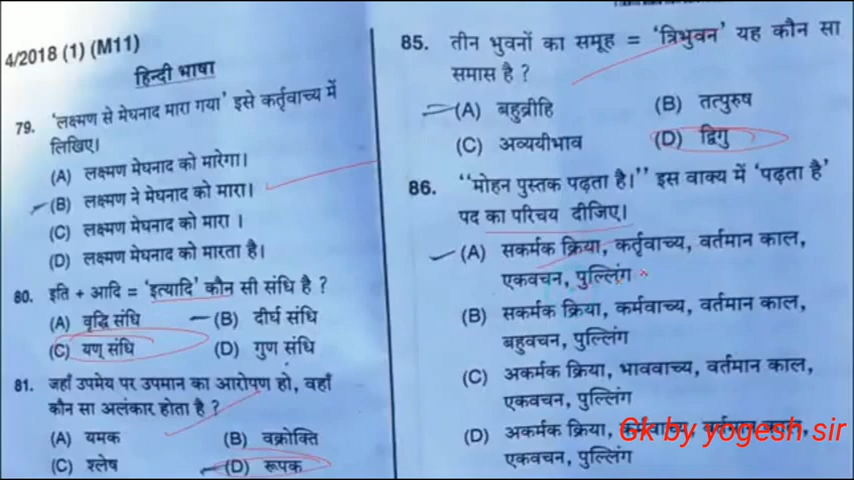 4/2018 (1) (M11)
हिन्दी भाषा
79. 'लक्ष्मण से मेघनाद मारा गया' इसे कर्तृवाच्य में
लिखिए।
(A) लक्ष्मण मेघनाद को मारेगा।
(B) लक्ष्मण ने मेघनाद को मारा।
(C) लक्ष्मण मेघनाद को मारा ।
(D) लक्ष्मण मेघनाद को मारता है।
80. इति + आदि = 'इत्यादि' कौन सी संधि है ?
(A) वृद्धि संधि (B) दीर्घ संधि
(C) यण् संधि (D) गुण संधि
81. जहाँ उपमेय पर उपमान का आरोपण हो, वहाँ
कौन सा अलंकार होता है ?
(A) यमक (B) वक्रोक्ति
(C) श्लेष (D) रूपक
85. तीन भुवनों का समूह = 'त्रिभुवन' यह कौन सा
समास है ?
(A) बहुव्रीहि (B) तत्पुरुष
(C) अव्ययीभाव (D) द्विगु
86. "मोहन पुस्तक पढ़ता है।" इस वाक्य में 'पढ़ता है'
पद का परिचय दीजिए।
(A) सकर्मक क्रिया, कर्तृवाच्य, वर्तमान काल,
एकवचन, पुल्लिंग
(B) सकर्मक क्रिया, कर्मवाच्य, वर्तमान काल,
बहुवचन, पुल्लिंग
(C) अकर्मक क्रिया, भाववाच्य, वर्तमान काल,
एकवचन, पुल्लिंग
(D) अकर्मक क्रिया, कर्मवाच्य, वर्तमान काल,
एकवचन, पुल्लिंग
Gk by yogesh sir